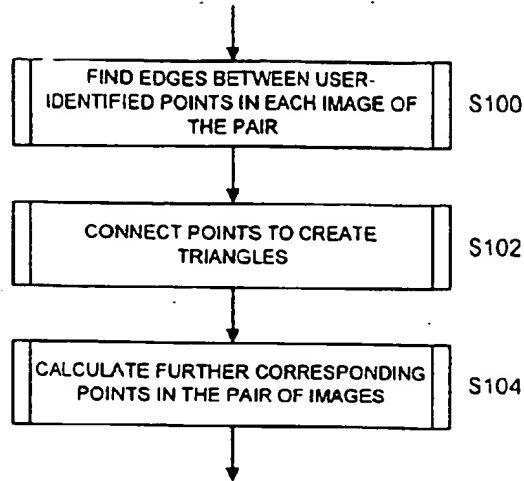 FIND EDGES BETWEEN USER-
IDENTIFIED POINTS IN EACH IMAGE OF
THE PAIR
S100
CONNECT POINTS TO CREATE
TRIANGLES
S102
CALCULATE FURTHER CORRESPONDING
POINTS IN THE PAIR OF IMAGES
S104